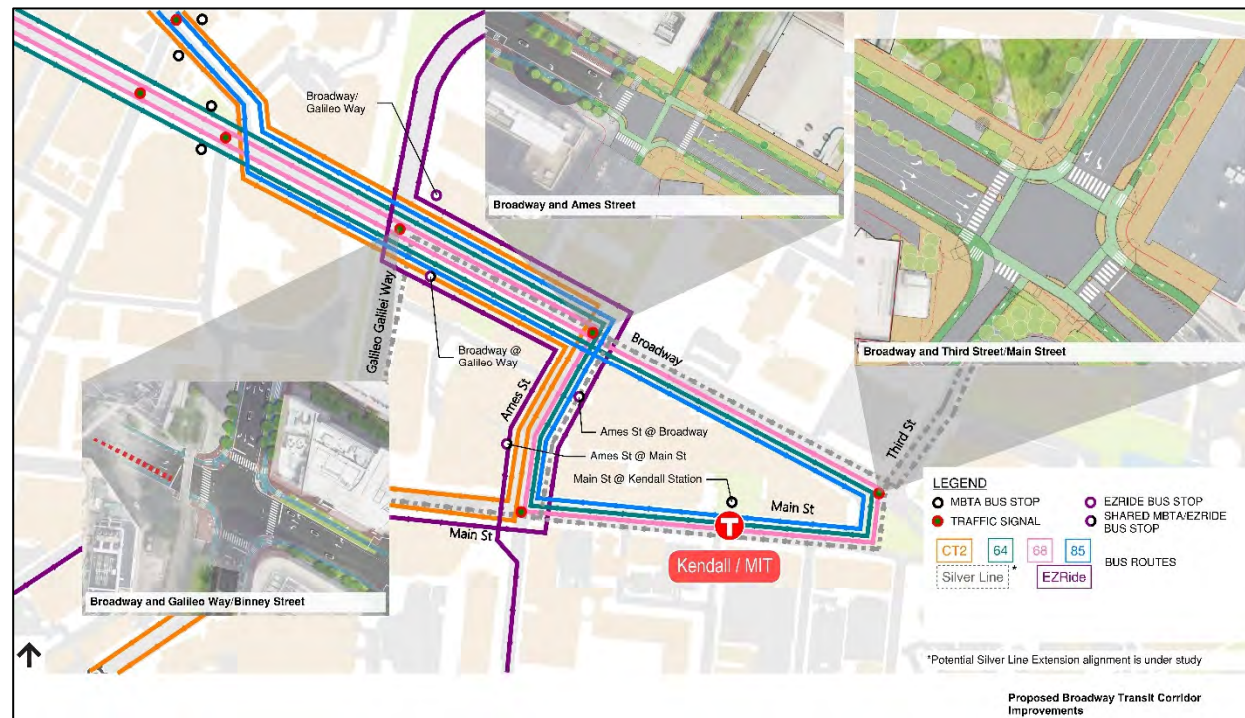 Broadway/
Galileo Way
Broadway and Ames Street
Broadway and Third Street/Main Street
Galileo Galilei Way
Broadway @
Galileo Way
Broadway
Ames St
Ames St @ Broadway
Ames St @ Main St
Main St @ Kendall Station
Main St
Third St
Main St
T
Kendall / MIT
Broadway and Galileo Way/Binney Street
LEGEND
MBTA BUS STOP
EZRIDE BUS STOP
TRAFFIC SIGNAL
SHARED MBTA/EZRIDE
BUS STOP
CT2 64 68 85 BUS ROUTES
Silver Line * EZRide
*Potential Silver Line Extension alignment is under study
Proposed Broadway Transit Corridor
Improvements